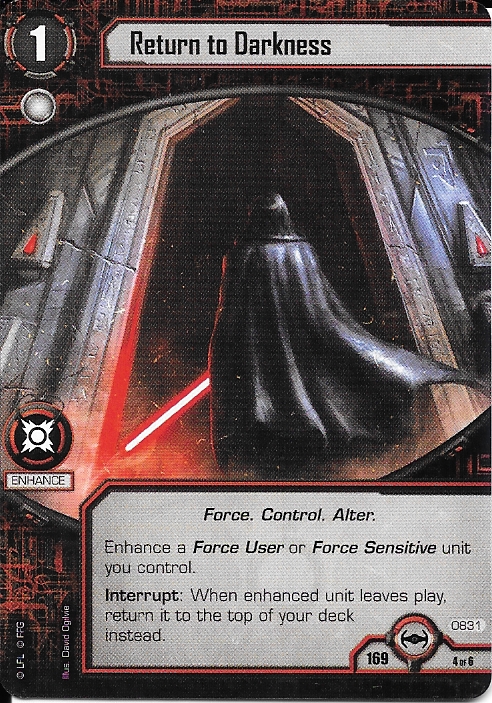 1
Return to Darkness
ENHANCE
Force. Control. Alter.
Enhance a Force User or Force Sensitive unit
you control.
Interrupt: When enhanced unit leaves play,
return it to the top of your deck
instead.
0831
169
4 OF 6
© LFL © FFG
Illus. David Ogilvie